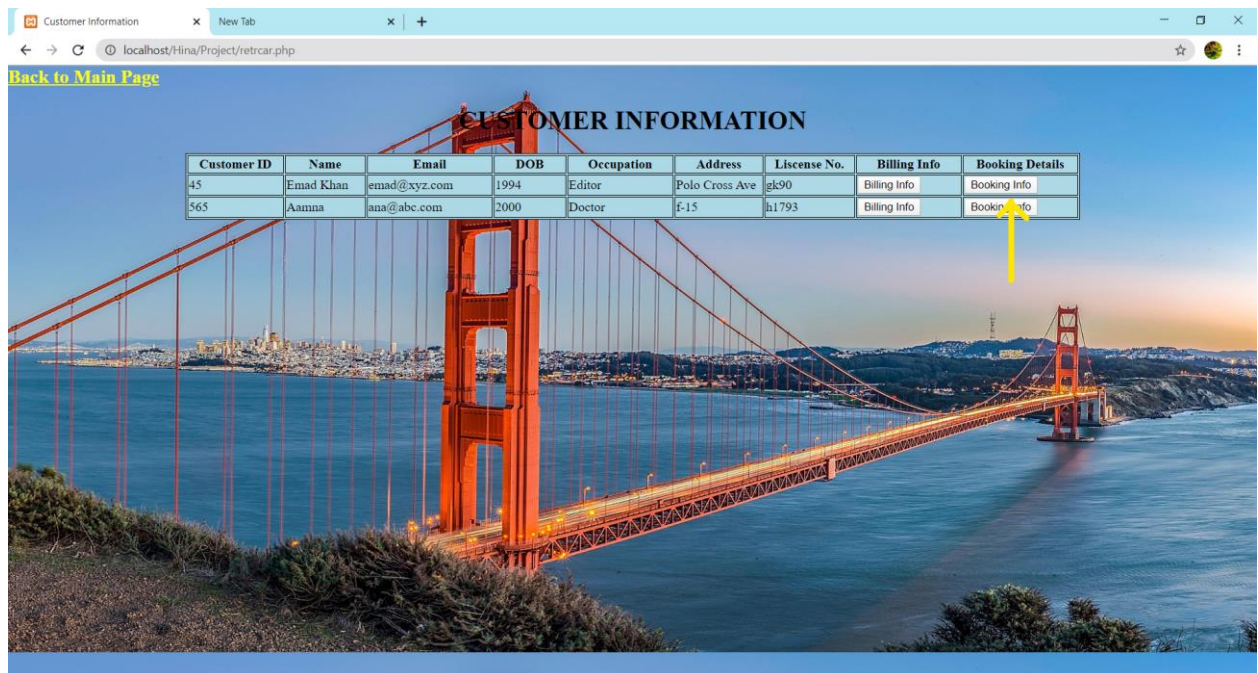 Customer Information New Tab
localhost/Hina/Project/retrcar.php
Back to Main Page
CUSTOMER INFORMATION
Customer ID Name Email DOB Occupation Address Liscense No. Billing Info Booking Details
45 Emad Khan emad@xyz.com 1994 Editor Polo Cross Ave gk90 Billing Info Booking Info
565 Aamna ana@abc.com 2000 Doctor f-15 h1793 Billing Info Booking Info